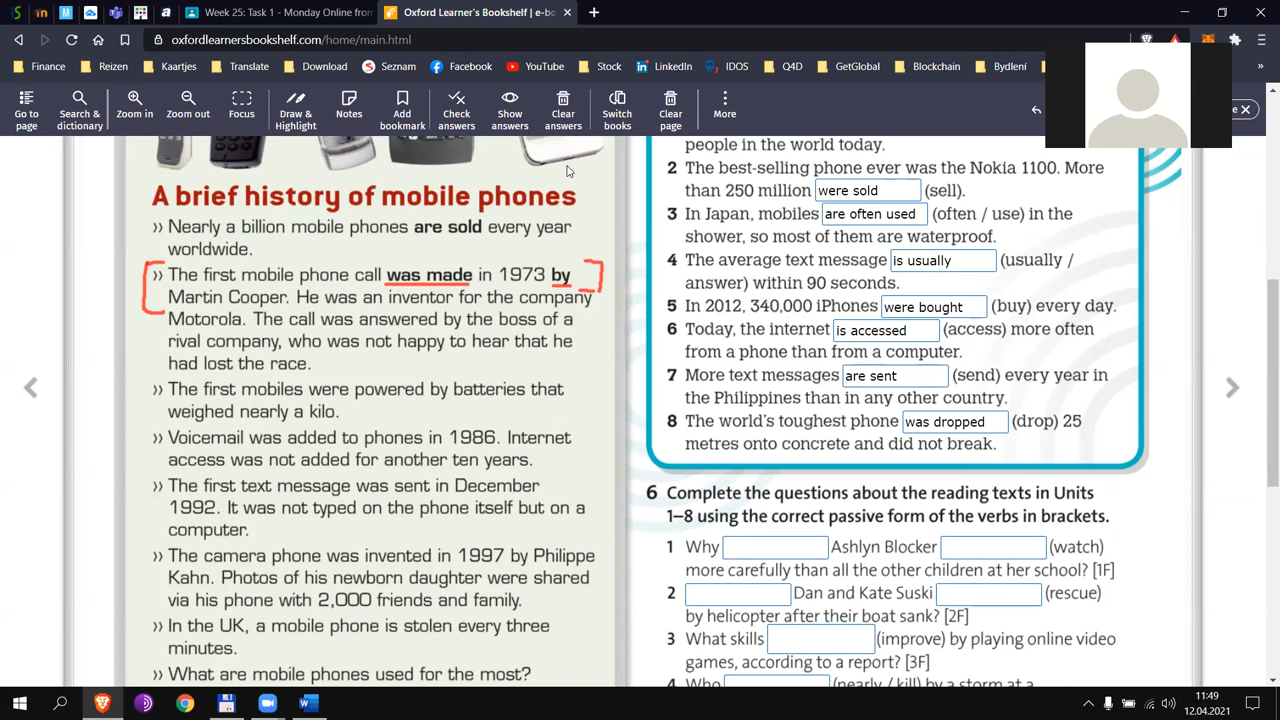 Week 25: Task 1 - Monday Online from
Oxford Learner's Bookshelf | e-bo
oxfordlearnersbookshelf.com/home/main.html
Finance Reizen Kaartjes Translate Download Seznam Facebook YouTube Stock LinkedIn IDOS Q4D GetGlobal Blockchain Bydlení
Go to page
Search & dictionary
Zoom in
Zoom out
Focus
Draw & Highlight
Notes
Add bookmark
Check answers
Show answers
Clear answers
Switch books
Clear page
More
A brief history of mobile phones
›› Nearly a billion mobile phones are sold every year
worldwide.
›› The first mobile phone call was made in 1973 by
Martin Cooper. He was an inventor for the company
Motorola. The call was answered by the boss of a
rival company, who was not happy to hear that he
had lost the race.
›› The first mobiles were powered by batteries that
weighed nearly a kilo.
›› Voicemail was added to phones in 1986. Internet
access was not added for another ten years.
›› The first text message was sent in December
1992. It was not typed on the phone itself but on a
computer.
›› The camera phone was invented in 1997 by Philippe
Kahn. Photos of his newborn daughter were shared
via his phone with 2,000 friends and family.
›› In the UK, a mobile phone is stolen every three
minutes.
›› What are mobile phones used for the most?
people in the world today.
2 The best-selling phone ever was the Nokia 1100. More
than 250 million were sold (sell).
3 In Japan, mobiles are often used (often / use) in the
shower, so most of them are waterproof.
4 The average text message is usually (usually /
answer) within 90 seconds.
5 In 2012, 340,000 iPhones were bought (buy) every day.
6 Today, the internet is accessed (access) more often
from a phone than from a computer.
7 More text messages are sent (send) every year in
the Philippines than in any other country.
8 The world's toughest phone was dropped (drop) 25
metres onto concrete and did not break.
6 Complete the questions about the reading texts in Units
1–8 using the correct passive form of the verbs in brackets.
1 Why Ashlyn Blocker (watch)
more carefully than all the other children at her school? [1F]
2 Dan and Kate Suski (rescue)
by helicopter after their boat sank? [2F]
3 What skills (improve) by playing online video
games, according to a report? [3F]
4 Who (nearly / kill) by a storm at a
11:49
12.04.2021